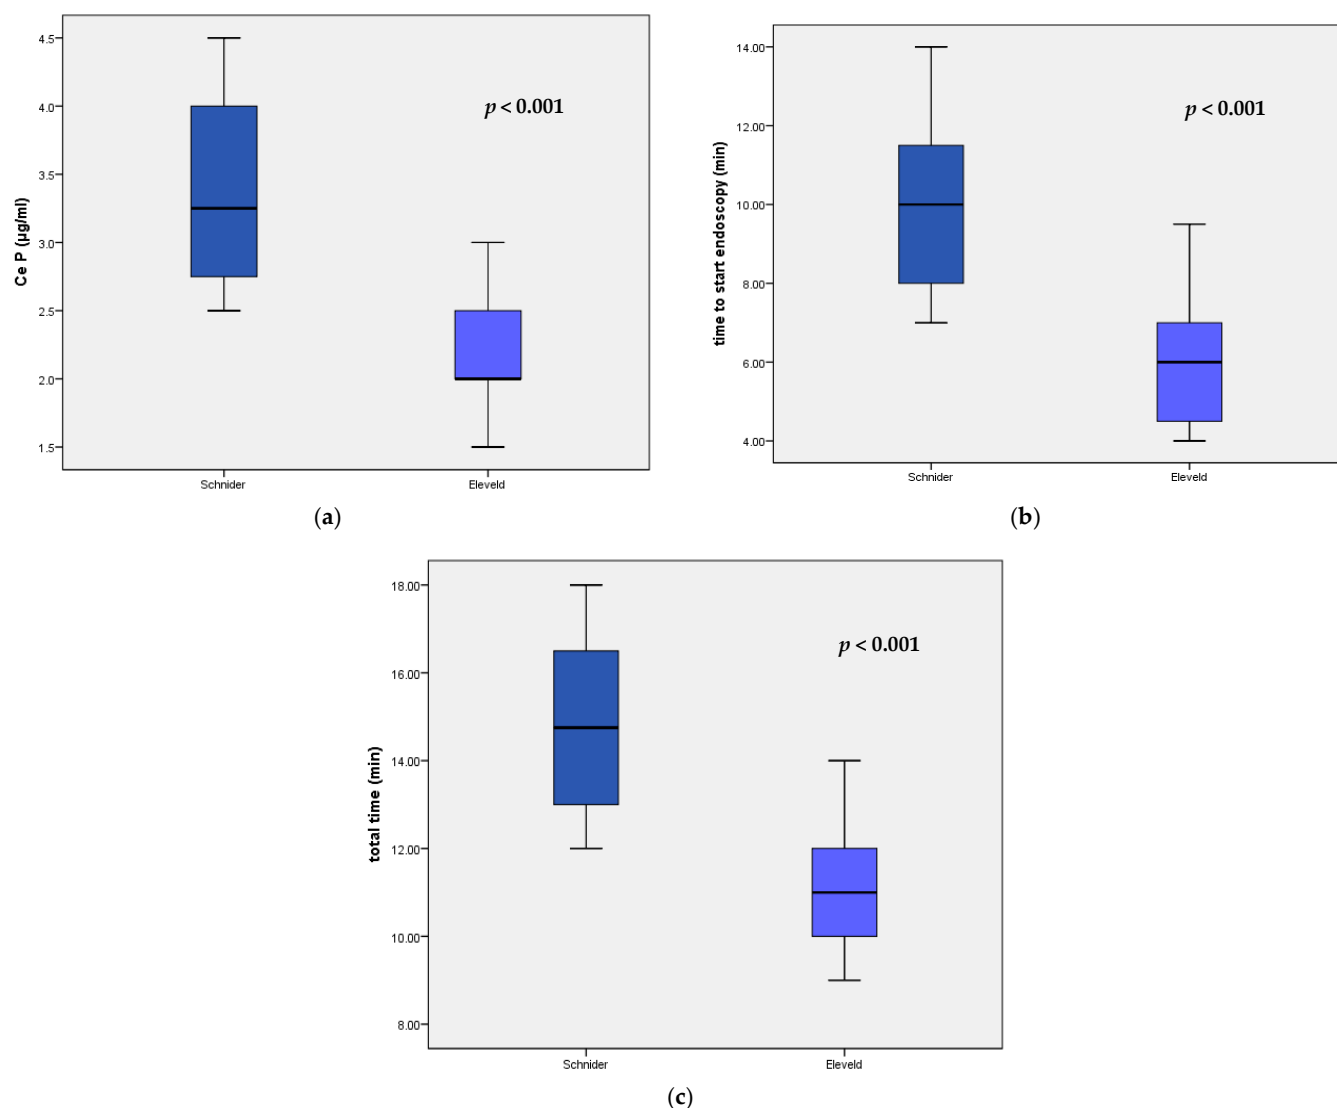 Ce P (µg/ml)
4.5
4.0
3.5
3.0
2.5
2.0
1.5
p < 0.001
Schnider
Eleveld
(a)
time to start endoscopy (min)
14.00
12.00
10.00
8.00
6.00
4.00
p < 0.001
Schnider
Eleveld
(b)
total time (min)
18.00
16.00
14.00
12.00
10.00
8.00
p < 0.001
Schnider
Eleveld
(c)